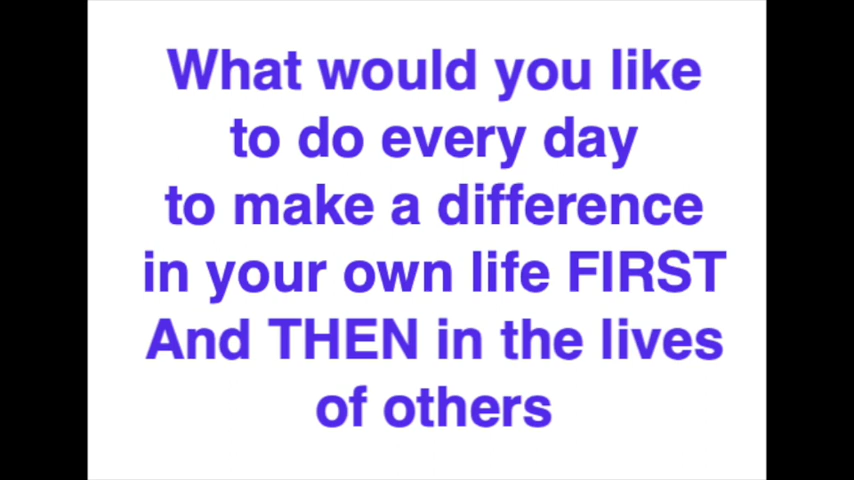 What would you like
to do every day
to make a difference
in your own life FIRST
And THEN in the lives
of others